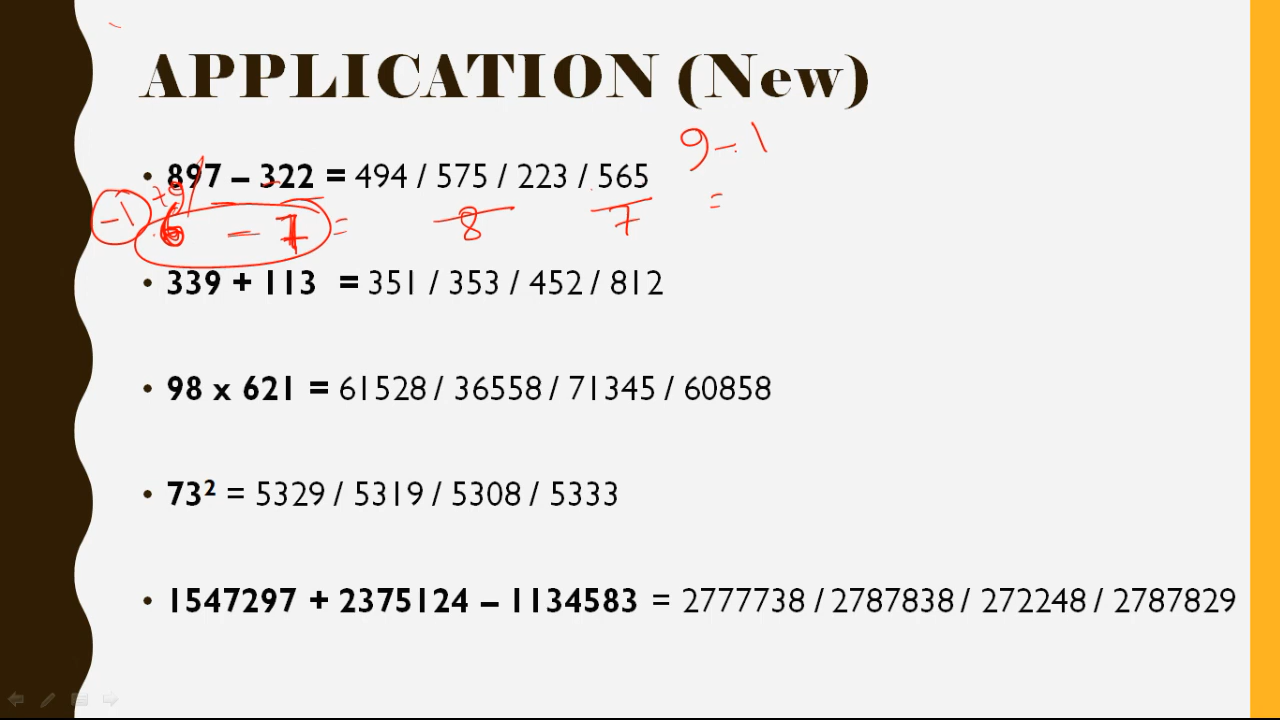 APPLICATION (New)
9 - 1
• 897 – 322 = 494 / 575 / 223 / 565
+9
-1 6 - 7 = 8 7 =
• 339 + 113 = 351 / 353 / 452 / 812
• 98 x 621 = 61528 / 36558 / 71345 / 60858
• 73² = 5329 / 5319 / 5308 / 5333
• 1547297 + 2375124 – 1134583 = 2777738 / 2787838 / 272248 / 2787829